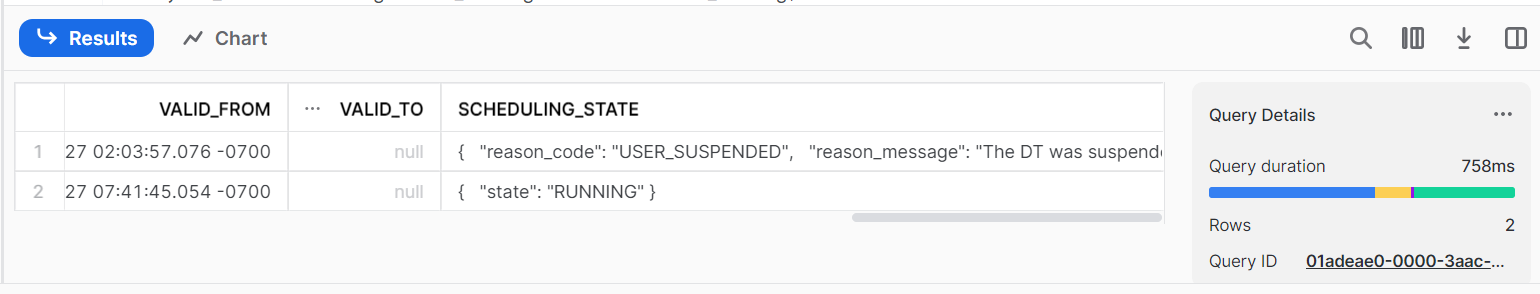 Results Chart
VALID_FROM ··· VALID_TO SCHEDULING_STATE
1 27 02:03:57.076 -0700 null { "reason_code": "USER_SUSPENDED", "reason_message": "The DT was suspende
2 27 07:41:45.054 -0700 null { "state": "RUNNING" }
Query Details ···
Query duration 758ms
Rows 2
Query ID 01adeae0-0000-3aac-...